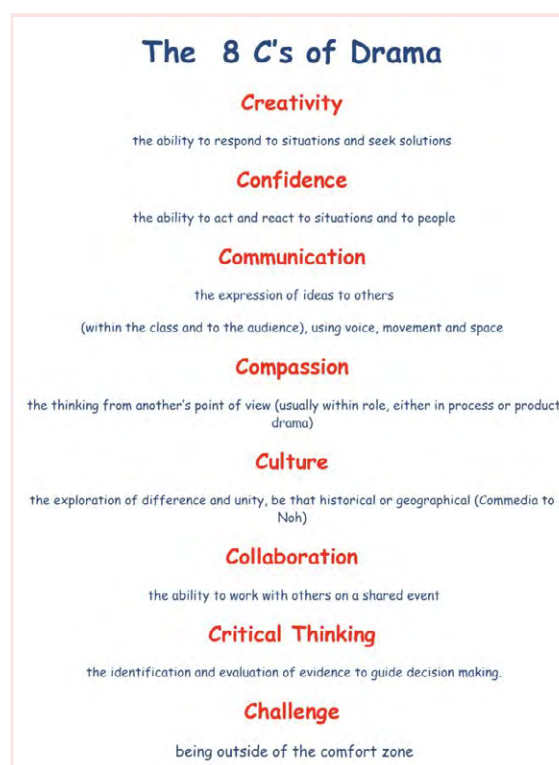 The 8 C's of Drama
Creativity
the ability to respond to situations and seek solutions
Confidence
the ability to act and react to situations and to people
Communication
the expression of ideas to others
(within the class and to the audience), using voice, movement and space
Compassion
the thinking from another's point of view (usually within role, either in process or product
drama)
Culture
the exploration of difference and unity, be that historical or geographical (Commedia to
Noh)
Collaboration
the ability to work with others on a shared event
Critical Thinking
the identification and evaluation of evidence to guide decision making.
Challenge
being outside of the comfort zone